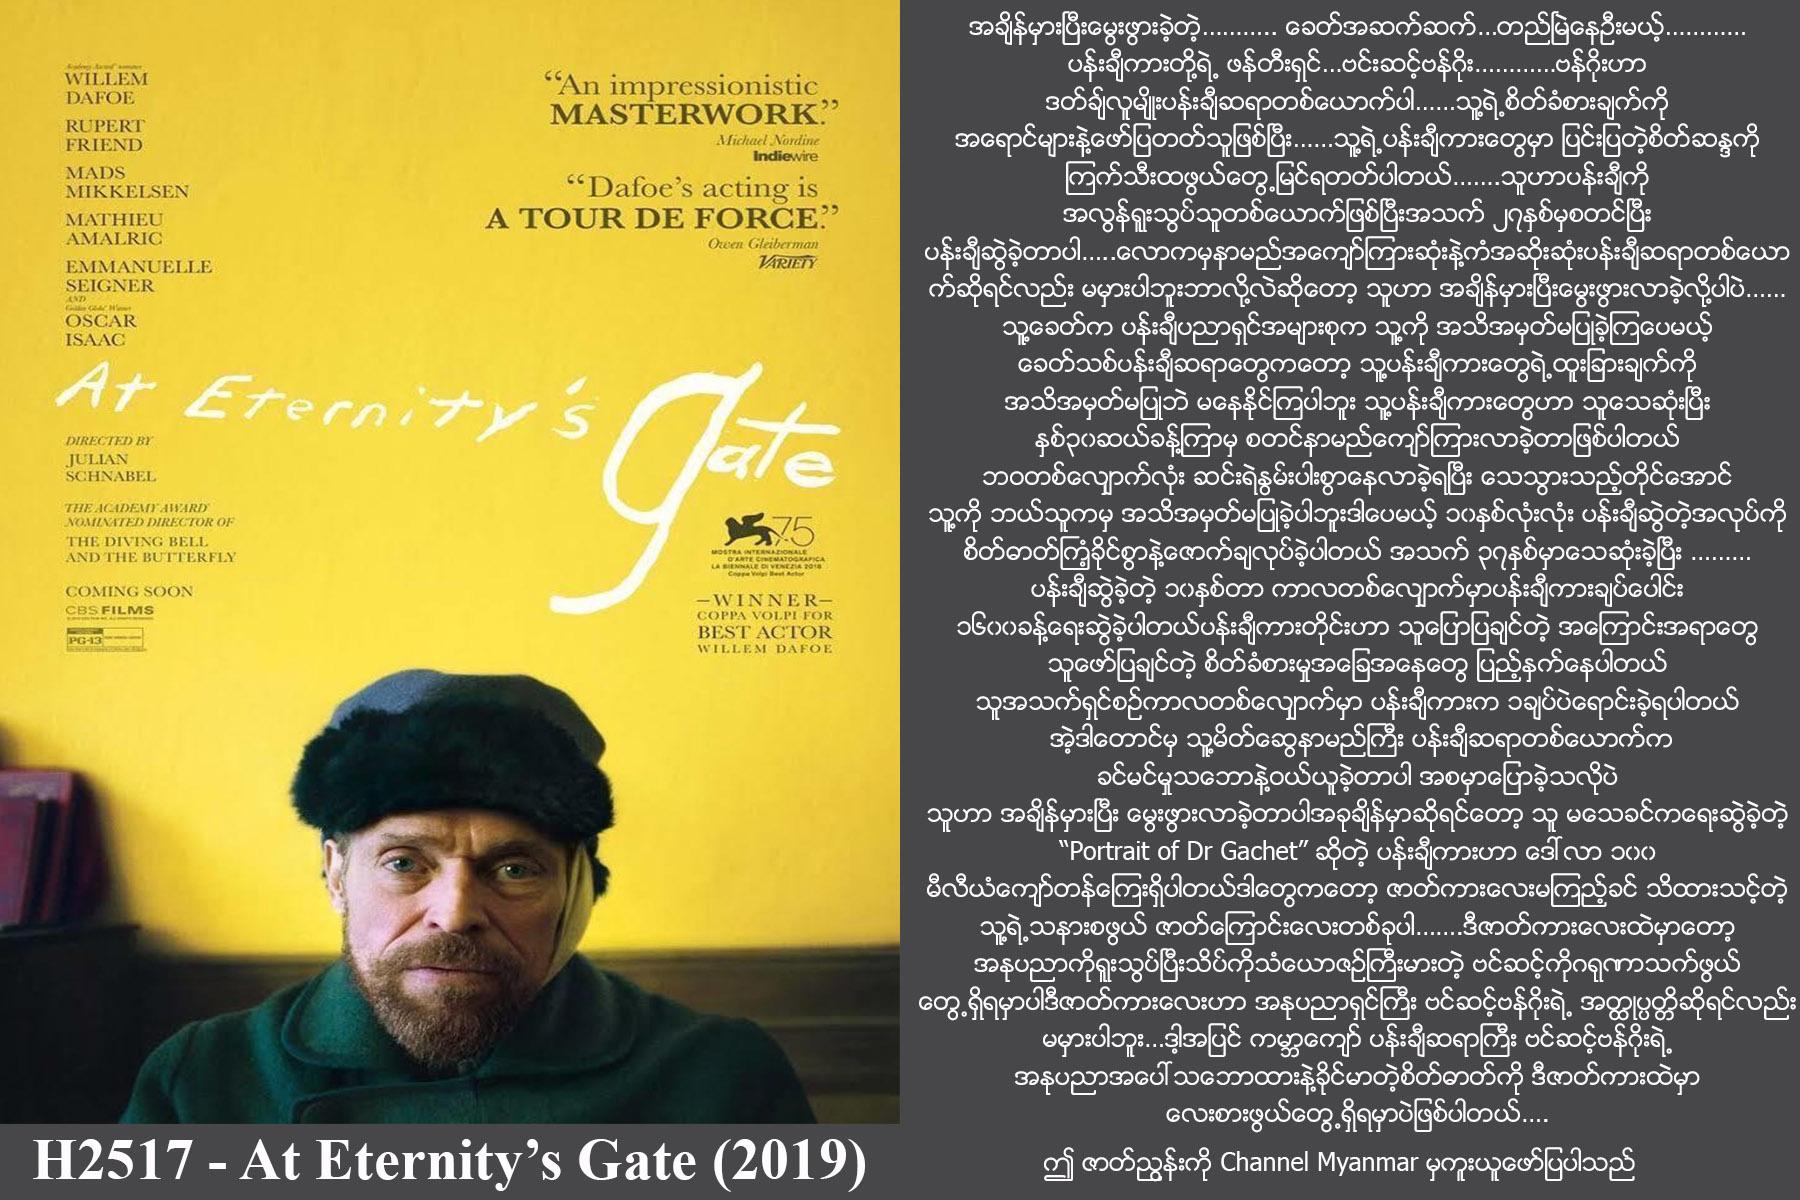 Academy Award® nominee
WILLEM
DAFOE
RUPERT
FRIEND
MADS
MIKKELSEN
MATHIEU
AMALRIC
EMMANUELLE
SEIGNER
AND
Golden Globe® Winner
OSCAR
ISAAC
“An impressionistic
MASTERWORK.”
Michael Nordine
IndieWire
“Dafoe’s acting is
A TOUR DE FORCE.”
Owen Gleiberman
VARIETY
At Eternity’s gate
DIRECTED BY
JULIAN
SCHNABEL
THE ACADEMY AWARD®
NOMINATED DIRECTOR OF
THE DIVING BELL
AND THE BUTTERFLY
COMING SOON
CBS FILMS
PG-13
75
MOSTRA INTERNAZIONALE
D’ARTE CINEMATOGRAFICA
LA BIENNALE DI VENEZIA 2018
Coppa Volpi Best Actor
–WINNER–
COPPA VOLPI FOR
BEST ACTOR
WILLEM DAFOE
H2517 - At Eternity’s Gate (2019)
အချိန်မှားပြီးမွေးဖွားခဲ့တဲ့........... ခေတ်အဆက်ဆက်...တည်မြဲနေဦးမယ့်............
ပန်းချီကားတို့ရဲ့ ဖန်တီးရှင်...ဗင်းဆင့်ဗန်ဂိုး............ဗန်ဂိုးဟာ
ဒတ်ချ်လူမျိုးပန်းချီဆရာတစ်ယောက်ပါ......သူ့ရဲ့စိတ်ခံစားချက်ကို
အရောင်များနဲ့ဖော်ပြတတ်သူဖြစ်ပြီး......သူ့ရဲ့ပန်းချီကားတွေမှာ ပြင်းပြတဲ့စိတ်ဆန္ဒကို
ကြက်သီးထဖွယ်တွေ့မြင်ရတတ်ပါတယ်.......သူဟာပန်းချီကို
အလွန်ရူးသွပ်သူတစ်ယောက်ဖြစ်ပြီးအသက် ၂၇နှစ်မှစတင်ပြီး
ပန်းချီဆွဲခဲ့တာပါ.....လောကမှနာမည်အကျော်ကြားဆုံးနဲ့ကံအဆိုးဆုံးပန်းချီဆရာတစ်ယော
က်ဆိုရင်လည်း မမှားပါဘူးဘာလို့လဲဆိုတော့ သူဟာ အချိန်မှားပြီးမွေးဖွားလာခဲ့လို့ပါပဲ......
သူ့ခေတ်က ပန်းချီပညာရှင်အများစုက သူ့ကို အသိအမှတ်မပြုခဲ့ကြပေမယ့်
ခေတ်သစ်ပန်းချီဆရာတွေကတော့ သူ့ပန်းချီကားတွေရဲ့ထူးခြားချက်ကို
အသိအမှတ်မပြုဘဲ မနေနိုင်ကြပါဘူး သူ့ပန်းချီကားတွေဟာ သူသေဆုံးပြီး
နှစ်၃၀ဆယ်ခန့်ကြာမှ စတင်နာမည်ကျော်ကြားလာခဲ့တာဖြစ်ပါတယ်
ဘဝတစ်လျှောက်လုံး ဆင်းရဲနွမ်းပါးစွာနေလာခဲ့ရပြီး သေသွားသည့်တိုင်အောင်
သူ့ကို ဘယ်သူကမှ အသိအမှတ်မပြုခဲ့ပါဘူးဒါပေမယ့် ၁၀နှစ်လုံးလုံး ပန်းချီဆွဲတဲ့အလုပ်ကို
စိတ်ဓာတ်ကြံ့ခိုင်စွာနဲ့ဇောက်ချလုပ်ခဲ့ပါတယ် အသက် ၃၇နှစ်မှာသေဆုံးခဲ့ပြီး .........
ပန်းချီဆွဲခဲ့တဲ့ ၁၀နှစ်တာ ကာလတစ်လျှောက်မှာပန်းချီကားချပ်ပေါင်း
၁၆၀၀ခန့်ရေးဆွဲခဲ့ပါတယ်ပန်းချီကားတိုင်းဟာ သူပြောပြချင်တဲ့ အကြောင်းအရာတွေ
သူဖော်ပြချင်တဲ့ စိတ်ခံစားမှုအခြေအနေတွေ ပြည့်နှက်နေပါတယ်
သူအသက်ရှင်စဉ်ကာလတစ်လျှောက်မှာ ပန်းချီကားက ၁ချပ်ပဲရောင်းခဲ့ရပါတယ်
အဲ့ဒါတောင်မှ သူ့မိတ်ဆွေနာမည်ကြီး ပန်းချီဆရာတစ်ယောက်က
ခင်မင်မှုသဘောနဲ့ဝယ်ယူခဲ့တာပါ အစမှာပြောခဲ့သလိုပဲ
သူဟာ အချိန်မှားပြီး မွေးဖွားလာခဲ့တာပါအခုချိန်မှာဆိုရင်တော့ သူ မသေခင်ကရေးဆွဲခဲ့တဲ့
“Portrait of Dr Gachet” ဆိုတဲ့ ပန်းချီကားဟာ ဒေါ်လာ ၁၀၀
မီလီယံကျော်တန်ကြေးရှိပါတယ်ဒါတွေကတော့ ဇာတ်ကားလေးမကြည့်ခင် သိထားသင့်တဲ့
သူ့ရဲ့သနားစဖွယ် ဇာတ်ကြောင်းလေးတစ်ခုပါ.......ဒီဇာတ်ကားလေးထဲမှာတော့
အနုပညာကိုရူးသွပ်ပြီးသိပ်ကိုသံယောဇဉ်ကြီးမားတဲ့ ဗင်ဆင့်ကိုဂရုဏာသက်ဖွယ်
တွေ့ရှိရမှာပါဒီဇာတ်ကားလေးဟာ အနုပညာရှင်ကြီး ဗင်ဆင့်ဗန်ဂိုးရဲ့ အတ္ထုပ္ပတ္တိဆိုရင်လည်း
မမှားပါဘူး...ဒါ့အပြင် ကမ္ဘာကျော် ပန်းချီဆရာကြီး ဗင်ဆင့်ဗန်ဂိုးရဲ့
အနုပညာအပေါ်သဘောထားနဲ့ခိုင်မာတဲ့စိတ်ဓာတ်ကို ဒီဇာတ်ကားထဲမှာ
လေးစားဖွယ်တွေ့ရှိရမှာပဲဖြစ်ပါတယ်....
ဤ ဇာတ်ညွှန်းကို Channel Myanmar မှကူးယူဖော်ပြပါသည်